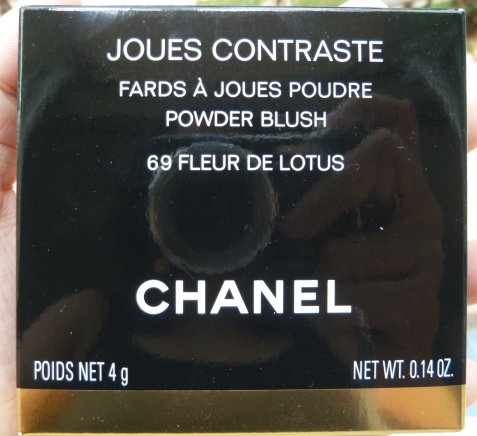 JOUES CONTRASTE
FARDS À JOUES POUDRE
POWDER BLUSH
69 FLEUR DE LOTUS
CHANEL
POIDS NET 4 g NET WT. 0.14 OZ.